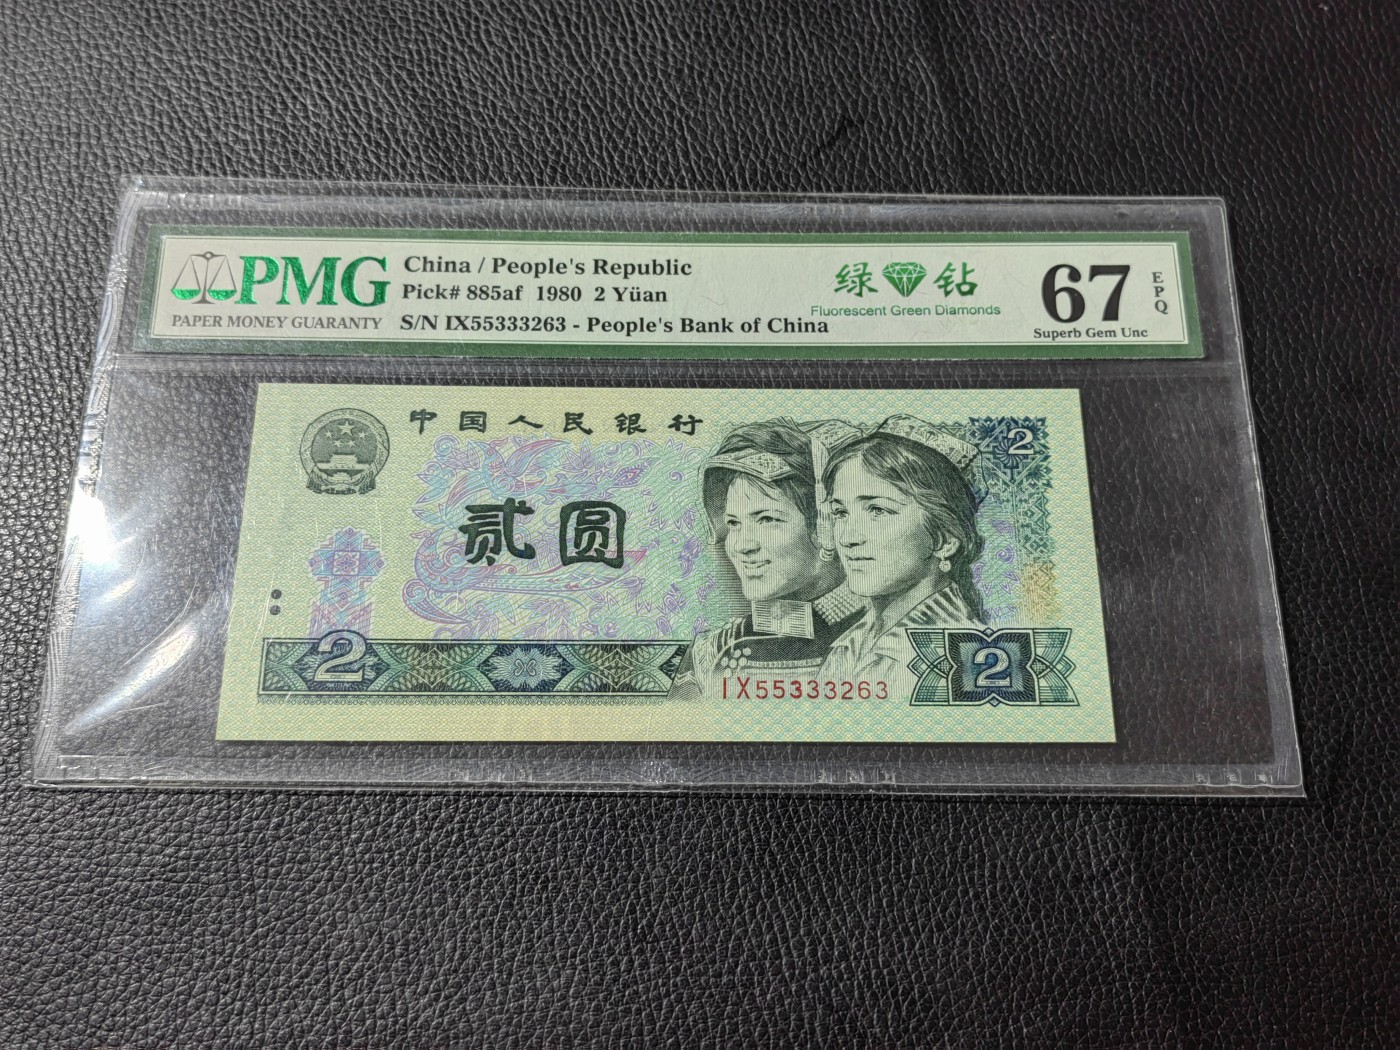 PMG
PAPER MONEY GUARANTY
China / People's Republic
Pick# 885af 1980 2 Yüan
S/N IX55333263 - People's Bank of China
绿钻
Fluorescent Green Diamonds
67
Superb Gem Unc
EPQ
中国人民银行
2
贰圆
2
IX55333263
2